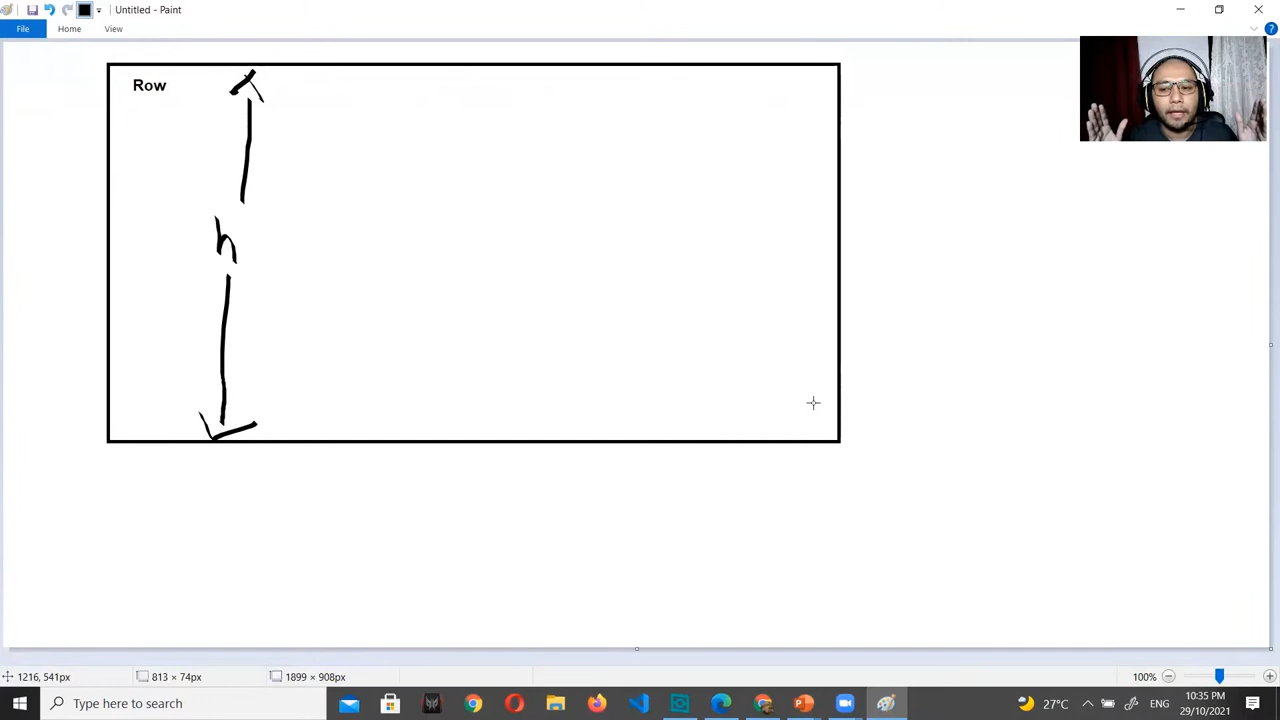 Untitled - Paint
File
Home
View
?
Row
h
1216, 541px
813 × 74px
1899 × 908px
100%
Type here to search
27°C
ENG
10:35 PM
29/10/2021